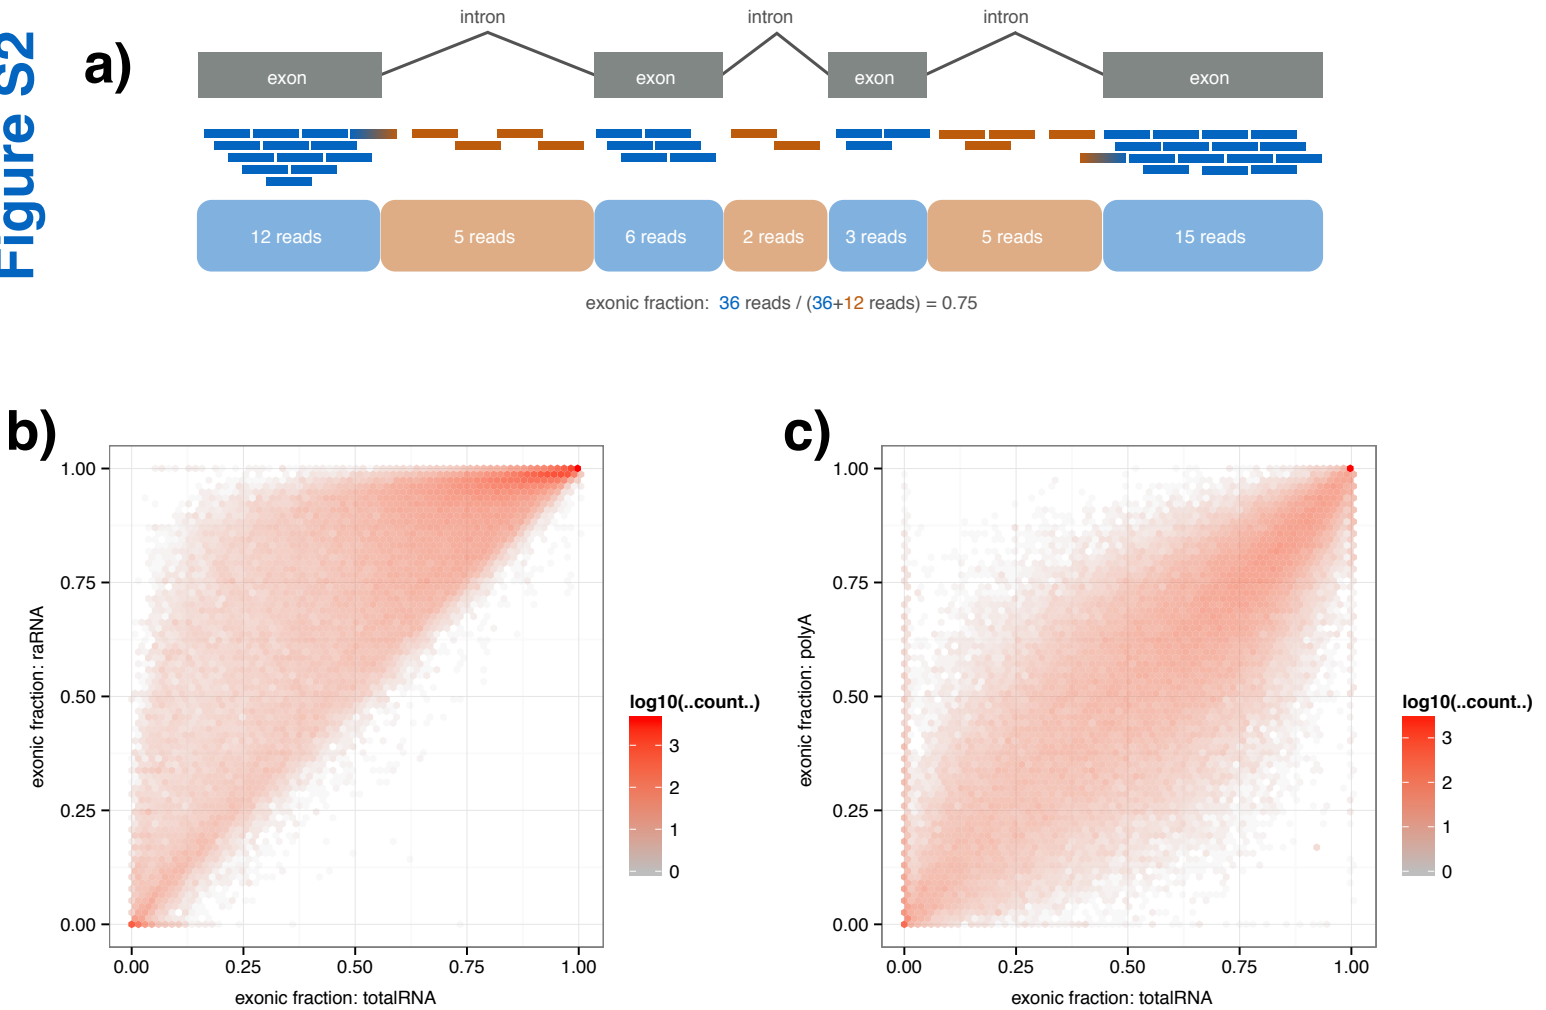 Figure S2
a)
intron intron intron
exon exon exon exon
12 reads 5 reads 6 reads 2 reads 3 reads 5 reads 15 reads
exonic fraction: 36 reads / (36+12 reads) = 0.75
b)
1.00
0.75
0.50
0.25
0.00
exonic fraction: raRNA
0.00 0.25 0.50 0.75 1.00
exonic fraction: totalRNA
log10(..count..)
3
2
1
0
c)
1.00
0.75
0.50
0.25
0.00
exonic fraction: polyA
0.00 0.25 0.50 0.75 1.00
exonic fraction: totalRNA
log10(..count..)
3
2
1
0